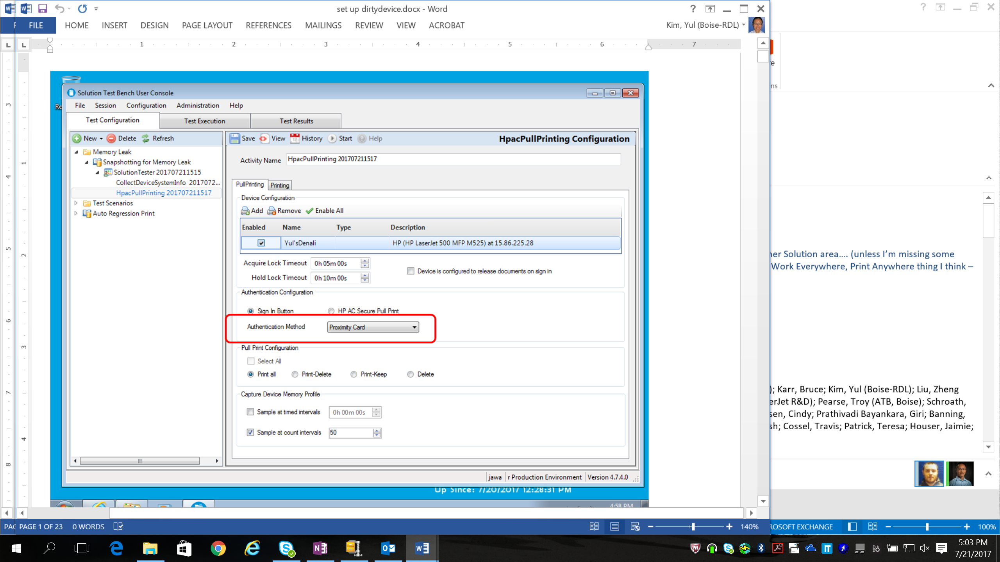 set up dirtydevice.docx - Word
FILE HOME INSERT DESIGN PAGE LAYOUT REFERENCES MAILINGS REVIEW VIEW ACROBAT
Kim, Yul (Boise-RDL)
1 2 3 4 5 6 7
Solution Test Bench User Console
File Session Configuration Administration Help
Test Configuration Test Execution Test Results
New Delete Refresh
Memory Leak
Snapshotting for Memory Leak
SolutionTester 201707211515
CollectDeviceSystemInfo 2017072...
HpacPullPrinting 201707211517
Test Scenarios
Auto Regression Print
Save View History Start Help
HpacPullPrinting Configuration
Activity Name HpacPullPrinting 201707211517
PullPrinting Printing
Device Configuration
Add Remove Enable All
Enabled Name Type Description
Yul'sDenali HP (HP LaserJet 500 MFP M525) at 15.86.225.28
Acquire Lock Timeout 0h 05m 00s
Hold Lock Timeout 0h 10m 00s
Device is configured to release documents on sign in
Authentication Configuration
Sign In Button HP AC Secure Pull Print
Authentication Method Proximity Card
Pull Print Configuration
Select All
Print all Print-Delete Print-Keep Delete
Capture Device Memory Profile
Sample at timed intervals 0h 00m 00s
Sample at count intervals 50
jawa r Production Environment Version 4.7.4.0
Up Since: 7/20/2017 12:28:31 PM
4:58 PM
ner Solution area.... (unless I'm missing some
Work Everywhere, Print Anywhere thing I think –
); Karr, Bruce; Kim, Yul (Boise-RDL); Liu, Zheng
erJet R&D); Pearse, Troy (ATB, Boise); Schroath,
sen, Cindy; Prathivadi Bayankara, Giri; Banning,
sh; Cossel, Travis; Patrick, Teresa; Houser, Jaimie;
PAGE 1 OF 23 0 WORDS
140%
ROSOFT EXCHANGE
100%
5:03 PM
7/21/2017